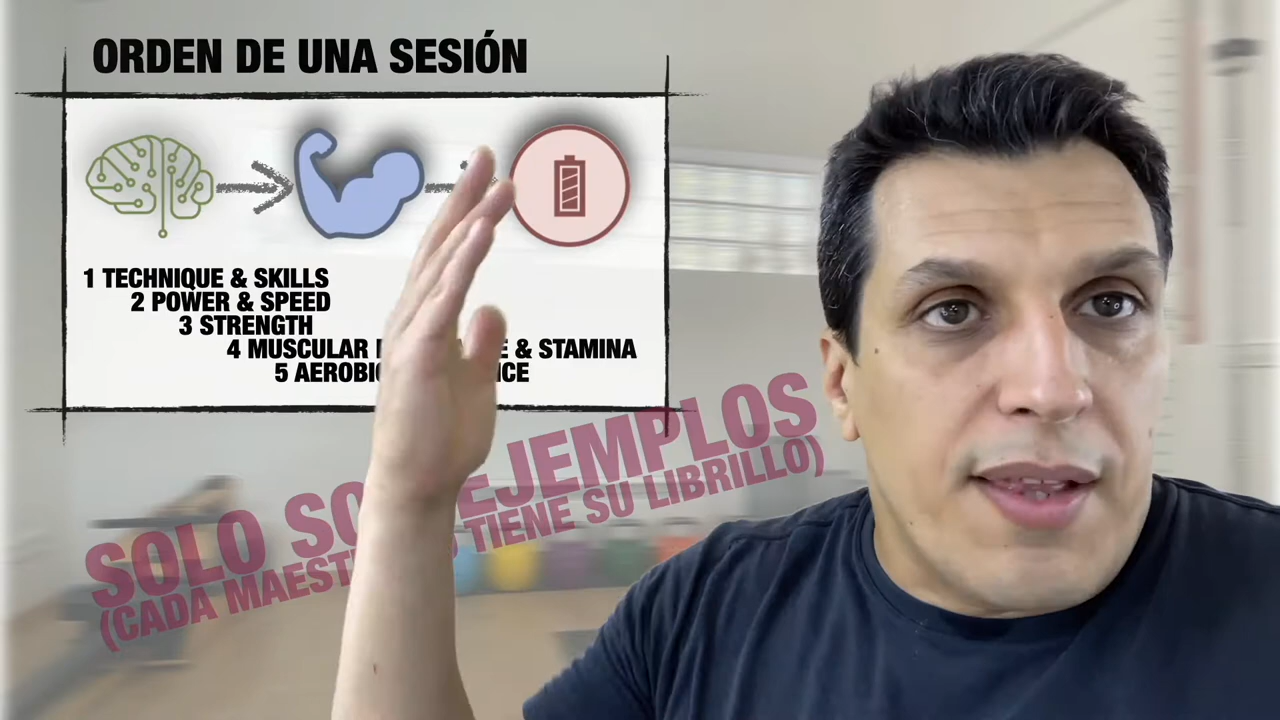 ORDEN DE UNA SESIÓN
1 TECHNIQUE & SKILLS
2 POWER & SPEED
3 STRENGTH
4 MUSCULAR & STAMINA
5 AEROBIC
SOLO EJEMPLOS
(CADA TIENE SU LIBRILLO)